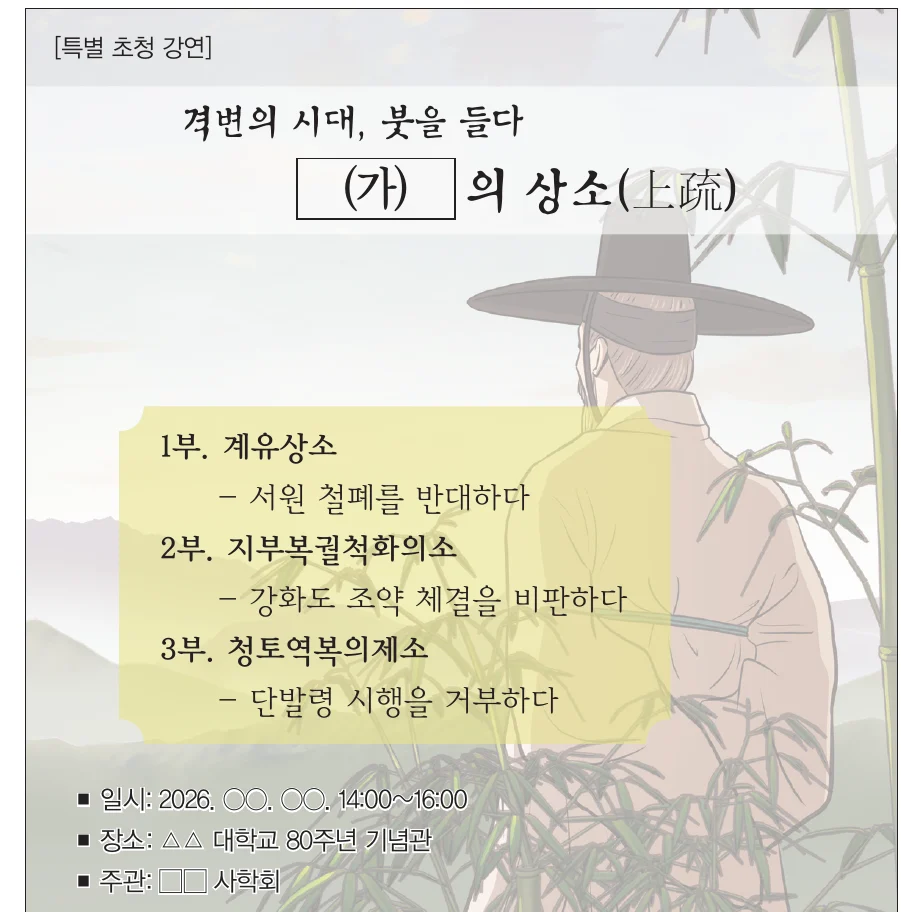 [특별 초청 강연]
격변의 시대, 붓을 들다
(가) 의 상소(上疏)
1부. 계유상소
- 서원 철폐를 반대하다
2부. 지부복궐척화의소
- 강화도 조약 체결을 비판하다
3부. 청토역복의제소
- 단발령 시행을 거부하다
■ 일시: 2026. ○○. ○○. 14:00~16:00
■ 장소: △△ 대학교 80주년 기념관
■ 주관: □□ 사학회